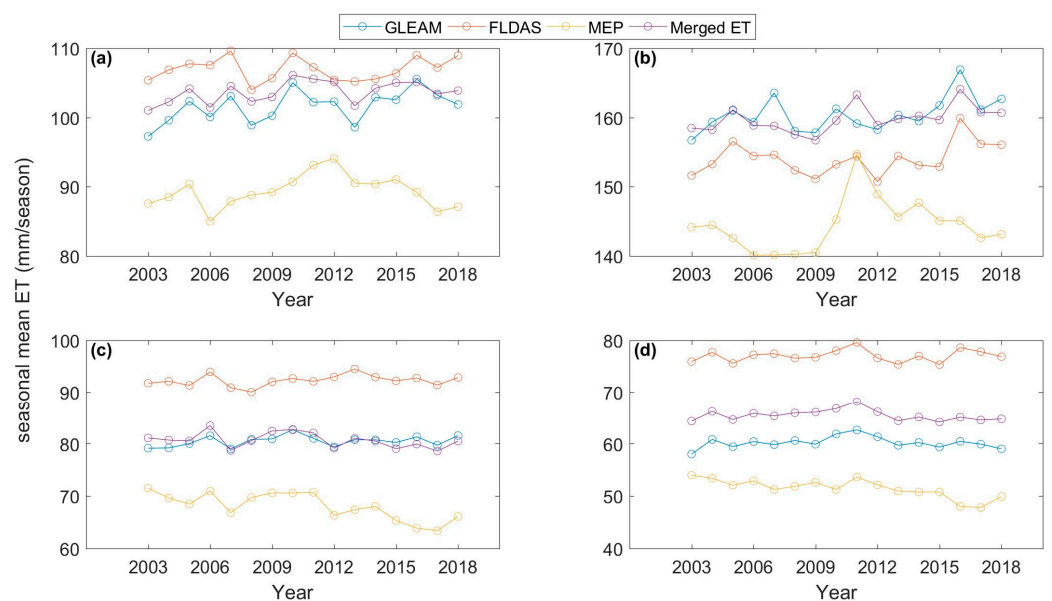 GLEAM FLDAS MEP Merged ET
seasonal mean ET (mm/season)
(a)
110
100
90
80
2003 2006 2009 2012 2015 2018
Year
(b)
170
160
150
140
2003 2006 2009 2012 2015 2018
Year
(c)
100
90
80
70
60
2003 2006 2009 2012 2015 2018
Year
(d)
80
70
60
50
40
2003 2006 2009 2012 2015 2018
Year